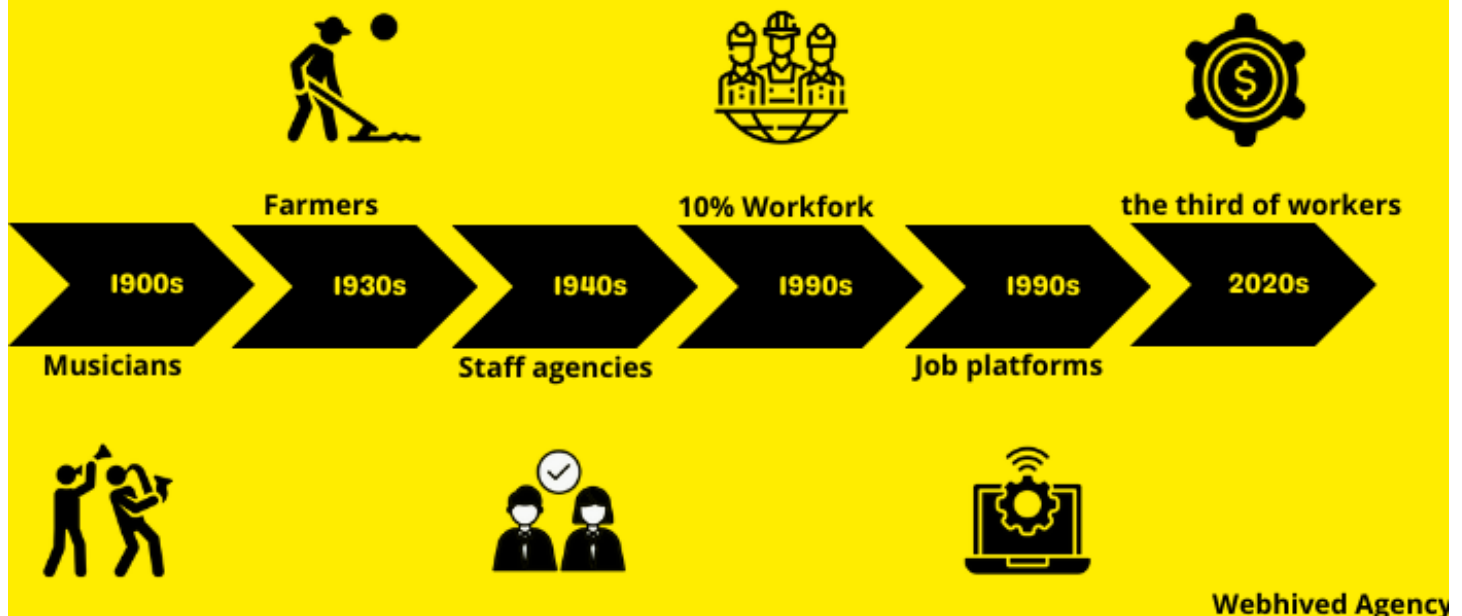 Farmers
10% Workfork
the third of workers
1900s
1930s
1940s
1990s
1990s
2020s
Musicians
Staff agencies
Job platforms
$
Webhived Agency